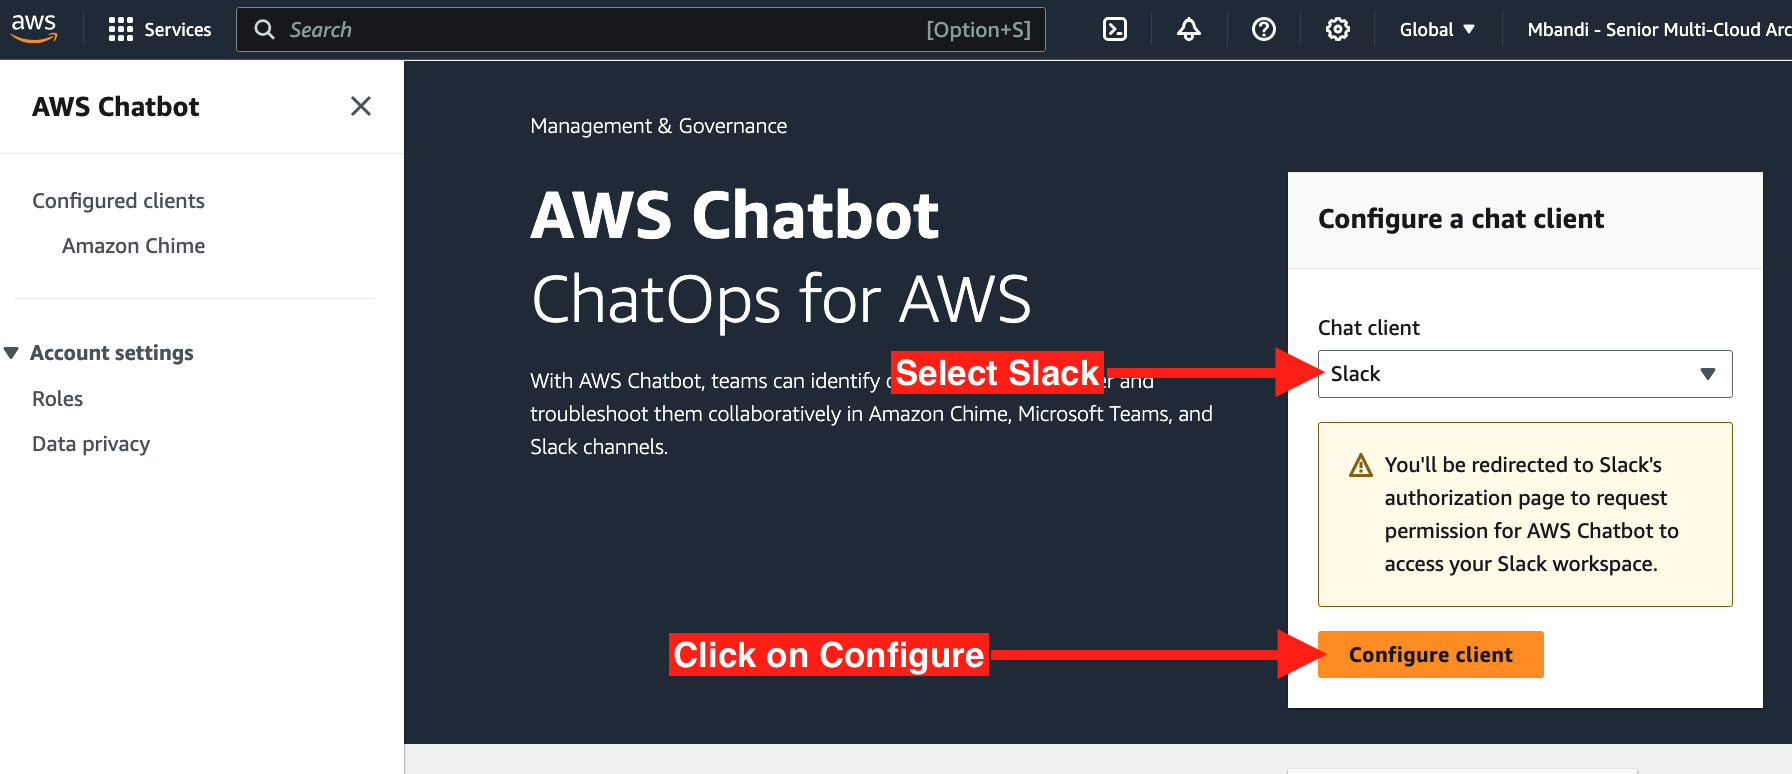 aws
Services
Search
[Option+S]
Global
Mbandi - Senior Multi-Cloud Arc
AWS Chatbot
Configured clients
Amazon Chime
Account settings
Roles
Data privacy
Management & Governance
AWS Chatbot
ChatOps for AWS
With AWS Chatbot, teams can identify
and
troubleshoot them collaboratively in Amazon Chime, Microsoft Teams, and
Slack channels.
Select Slack
Click on Configure
Configure a chat client
Chat client
Slack
You'll be redirected to Slack's
authorization page to request
permission for AWS Chatbot to
access your Slack workspace.
Configure client